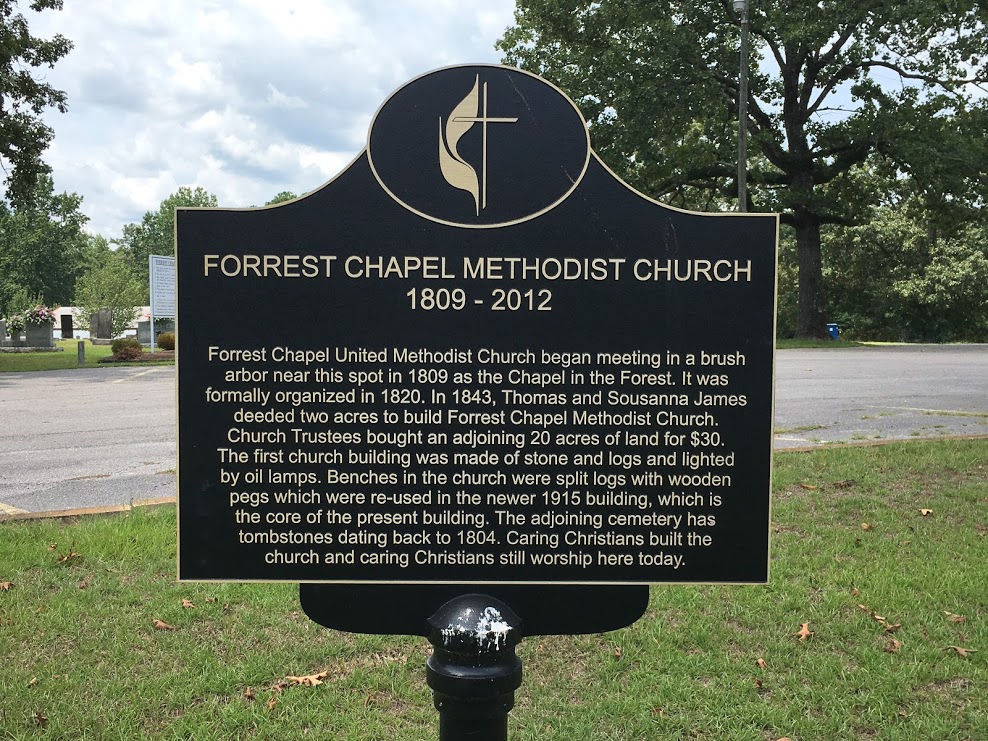 FORREST CHAPEL METHODIST CHURCH
1809 - 2012
Forrest Chapel United Methodist Church began meeting in a brush
arbor near this spot in 1809 as the Chapel in the Forest. It was
formally organized in 1820. In 1843, Thomas and Sousanna James
deeded two acres to build Forrest Chapel Methodist Church.
Church Trustees bought an adjoining 20 acres of land for $30.
The first church building was made of stone and logs and lighted
by oil lamps. Benches in the church were split logs with wooden
pegs which were re-used in the newer 1915 building, which is
the core of the present building. The adjoining cemetery has
tombstones dating back to 1804. Caring Christians built the
church and caring Christians still worship here today.